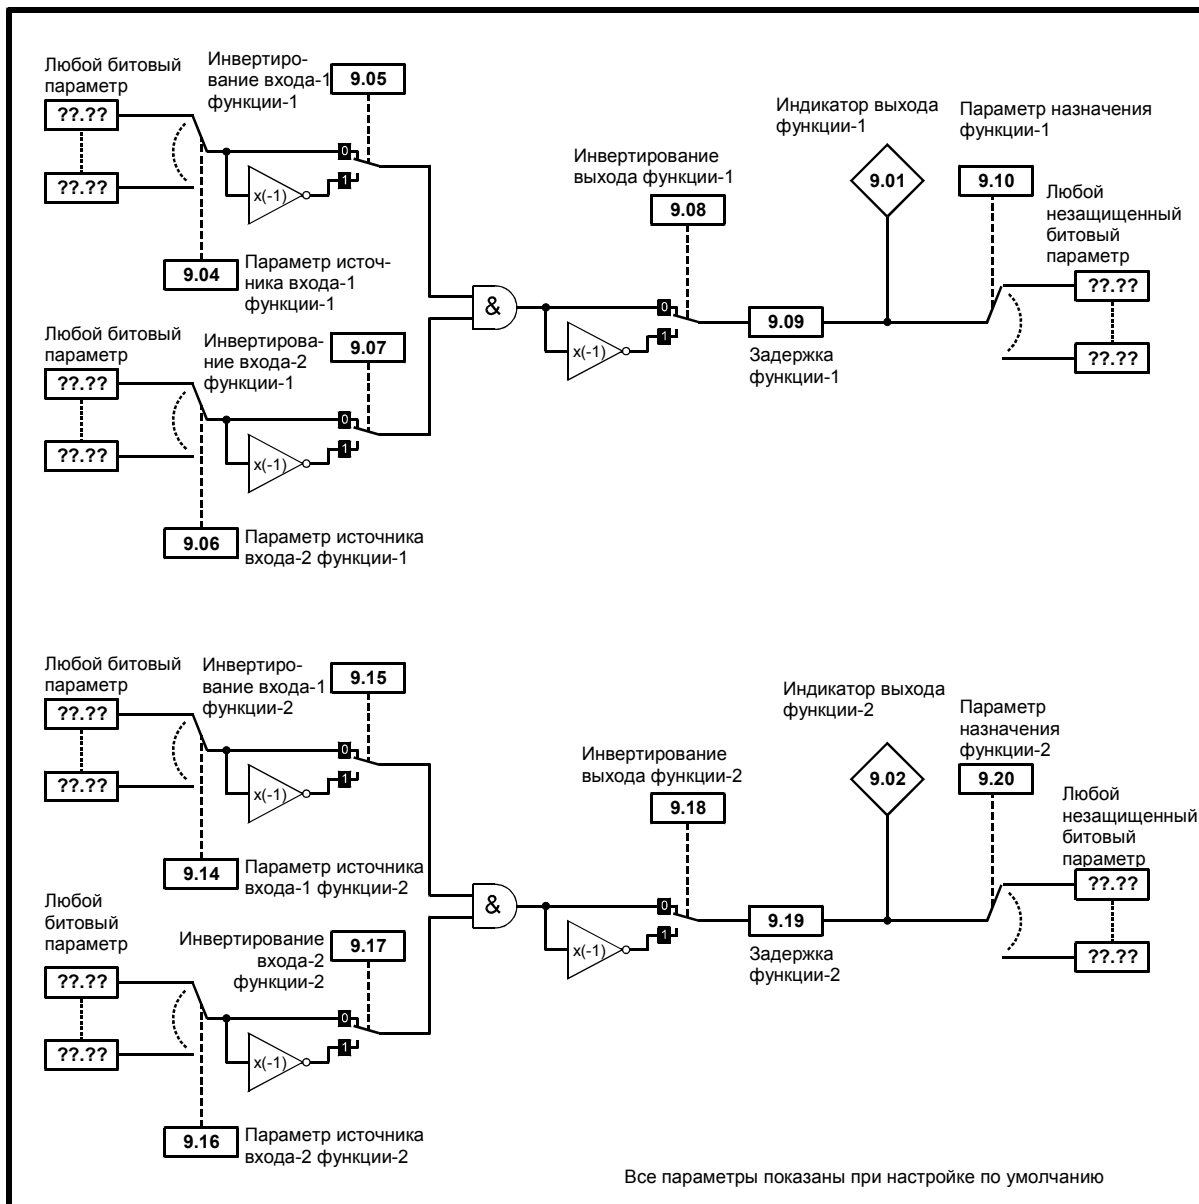 Любой битовый
параметр
??.??
??.??
Инвертиро-
вание входа-1
функции-1
9.05
0
1
x(-1)
9.04
Параметр источ-
ника входа-1
функции-1
Любой битовый
параметр
??.??
??.??
Инвертирова-
ние входа-2
функции-1
9.07
0
1
x(-1)
9.06
Параметр источника
входа-2 функции-1
&
x(-1)
Инвертирование
выхода функции-1
9.08
0
1
9.09
Задержка
функции-1
Индикатор выхода
функции-1
9.01
Параметр назначения
функции-1
9.10
Любой
незащищенный
битовый
параметр
??.??
??.??
Любой битовый
параметр
??.??
??.??
Инвертиро-
вание входа-1
функции-2
9.15
0
1
x(-1)
9.14
Параметр источника
входа-1 функции-2
Любой
битовый
параметр
??.??
??.??
Инвертирование
входа-2
функции-2
9.17
0
1
x(-1)
9.16
Параметр источника
входа-2 функции-2
&
x(-1)
Инвертирование
выхода функции-2
9.18
0
1
9.19
Задержка
функции-2
Индикатор выхода
функции-2
9.02
Параметр
назначения
функции-2
9.20
Любой
незащищенный
битовый
параметр
??.??
??.??
Все параметры показаны при настройке по умолчанию